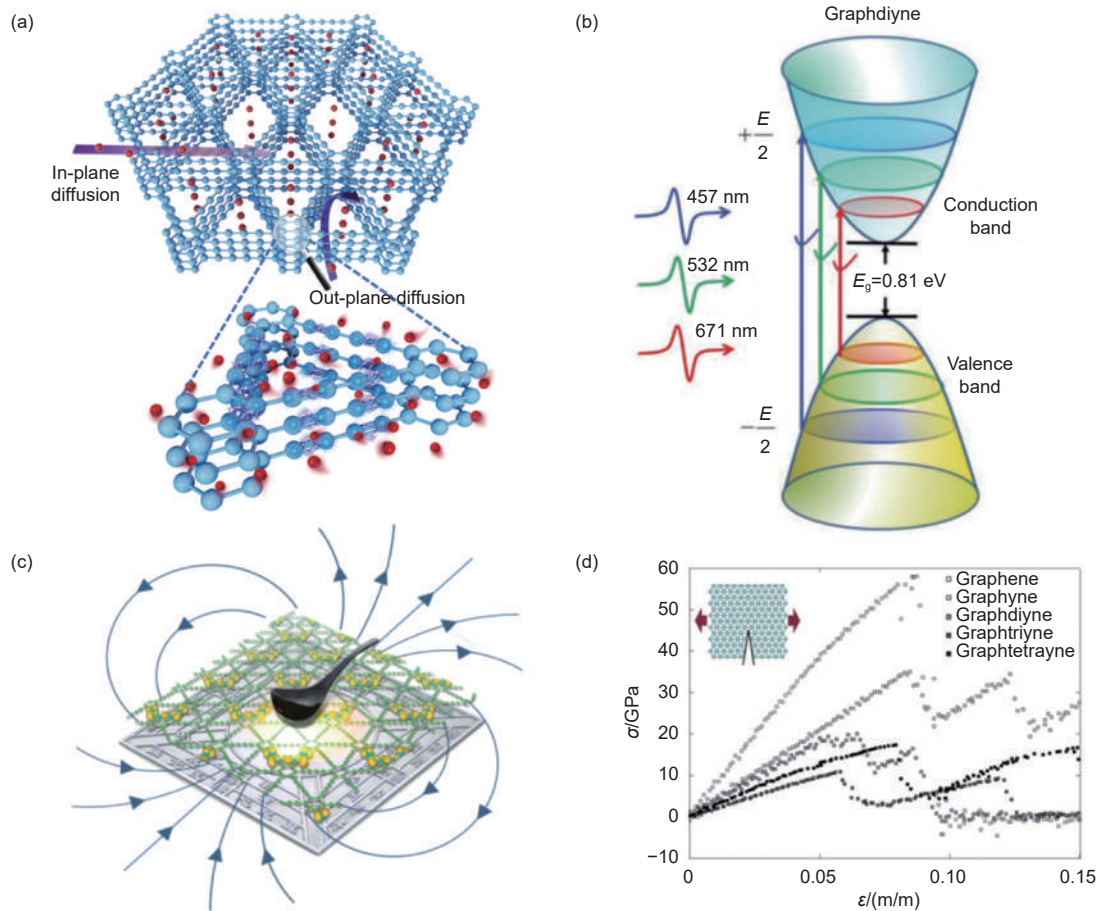 (a)
In-plane
diffusion
Out-plane diffusion
(b)
Graphdiyne
+E/2
457 nm
532 nm
671 nm
Conduction
band
E_g=0.81 eV
Valence
band
−E/2
(c)
(d)
60
50
40
30
20
10
0
−10
σ/GPa
Graphene
Graphyne
Graphdiyne
Graphtriyne
Graphtetrayne
0
0.05
0.10
0.15
ε/(m/m)